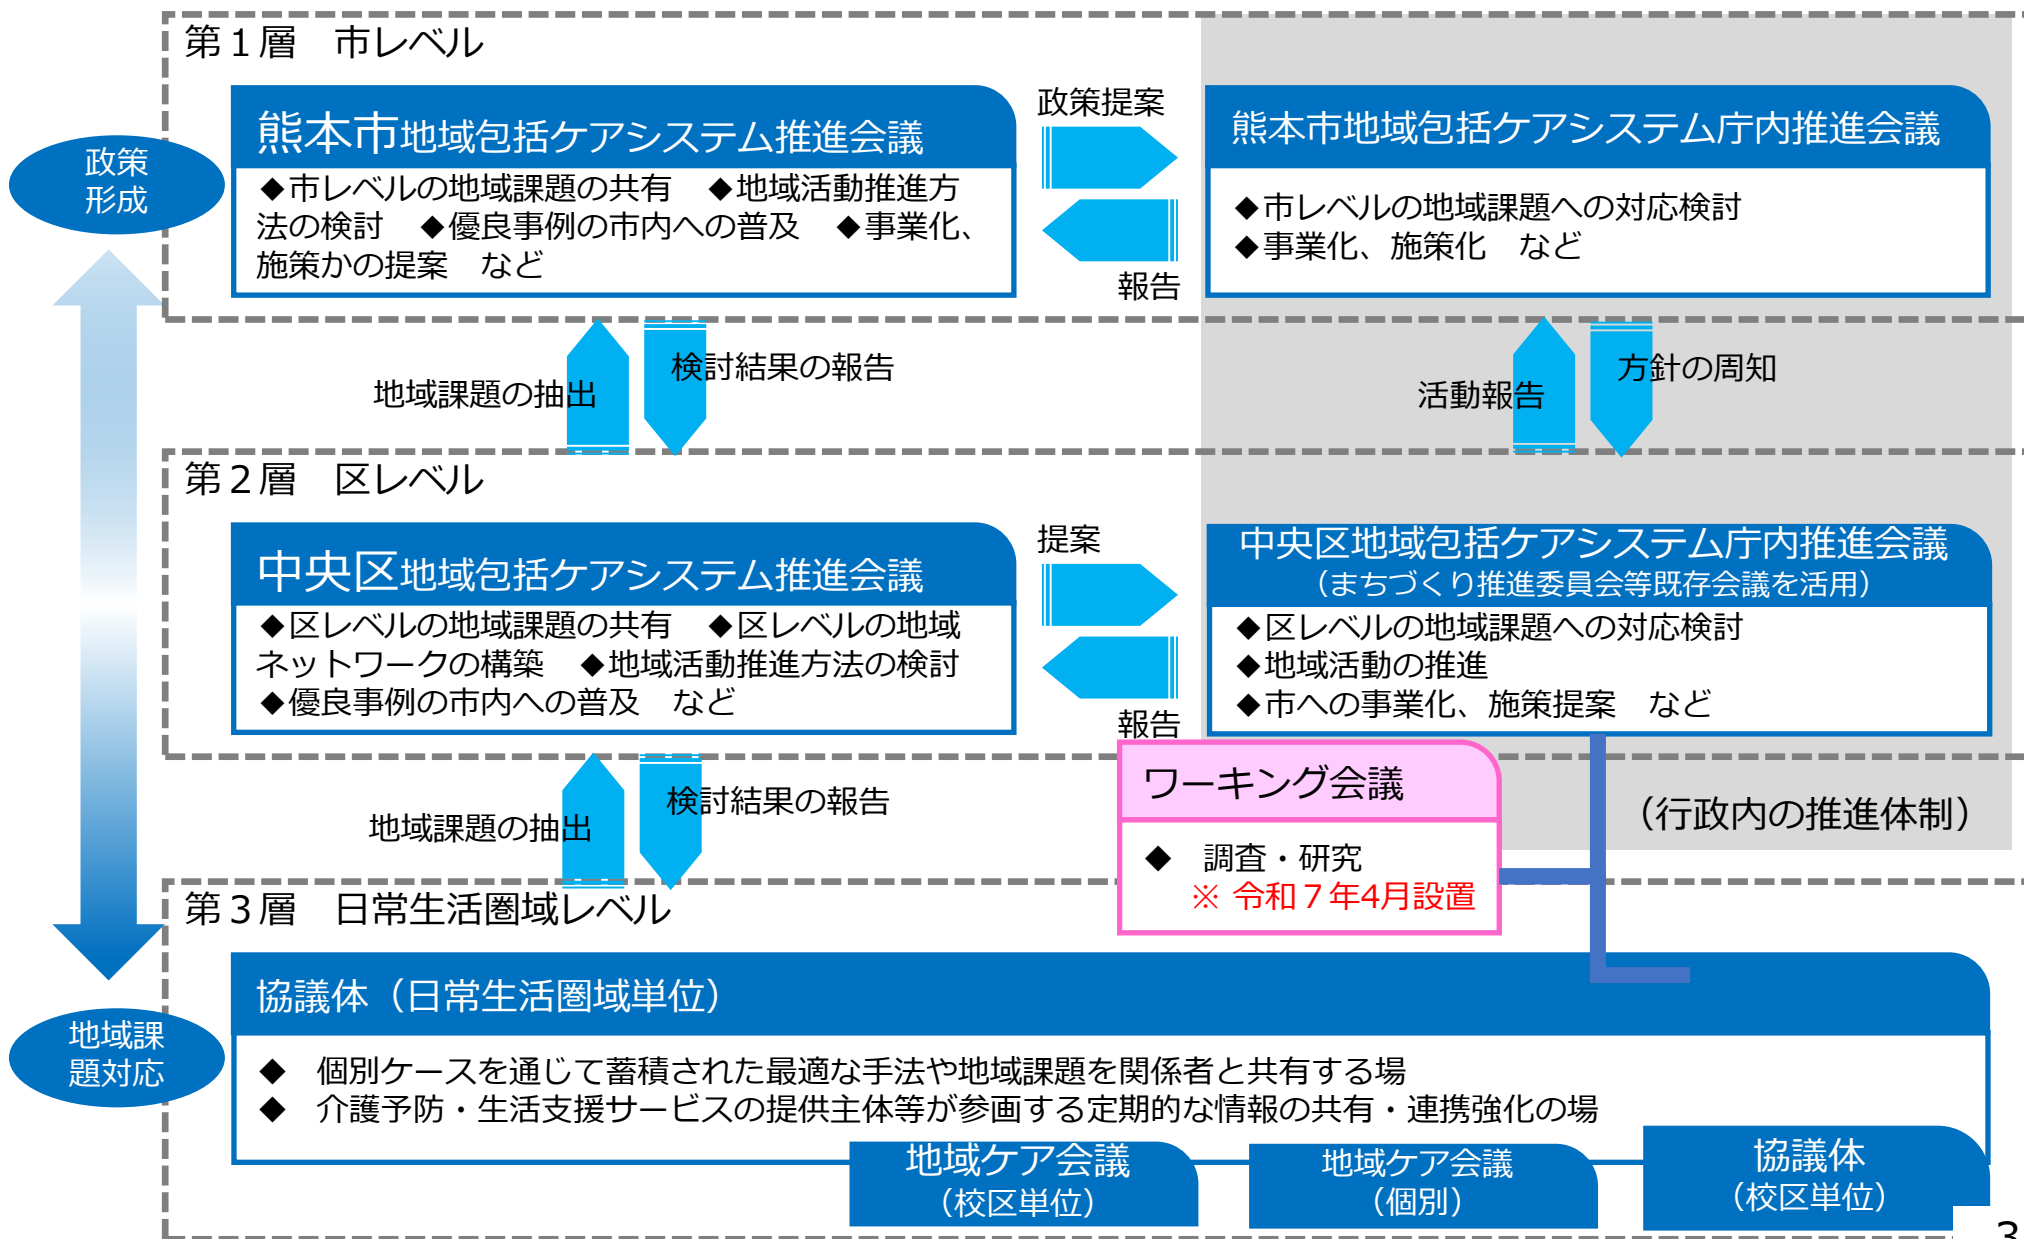 第１層　市レベル
熊本市地域包括ケアシステム推進会議
◆市レベルの地域課題の共有　◆地域活動推進方
法の検討　◆優良事例の市内への普及　◆事業化、
施策かの提案　など
政策提案
報告
熊本市地域包括ケアシステム庁内推進会議
◆市レベルの地域課題への対応検討
◆事業化、施策化　など
政策
形成
地域課題の抽出
検討結果の報告
活動報告
方針の周知
第２層　区レベル
中央区地域包括ケアシステム推進会議
◆区レベルの地域課題の共有　◆区レベルの地域
ネットワークの構築　◆地域活動推進方法の検討
◆優良事例の市内への普及　など
提案
報告
中央区地域包括ケアシステム庁内推進会議
（まちづくり推進委員会等既存会議を活用）
◆区レベルの地域課題への対応検討
◆地域活動の推進
◆市への事業化、施策提案　など
地域課題の抽出
検討結果の報告
ワーキング会議
◆　調査・研究
※ 令和７年4月設置
（行政内の推進体制）
第３層　日常生活圏域レベル
協議体（日常生活圏域単位）
◆　個別ケースを通じて蓄積された最適な手法や地域課題を関係者と共有する場
◆　介護予防・生活支援サービスの提供主体等が参画する定期的な情報の共有・連携強化の場
地域課
題対応
地域ケア会議
（校区単位）
地域ケア会議
（個別）
協議体
（校区単位）
3